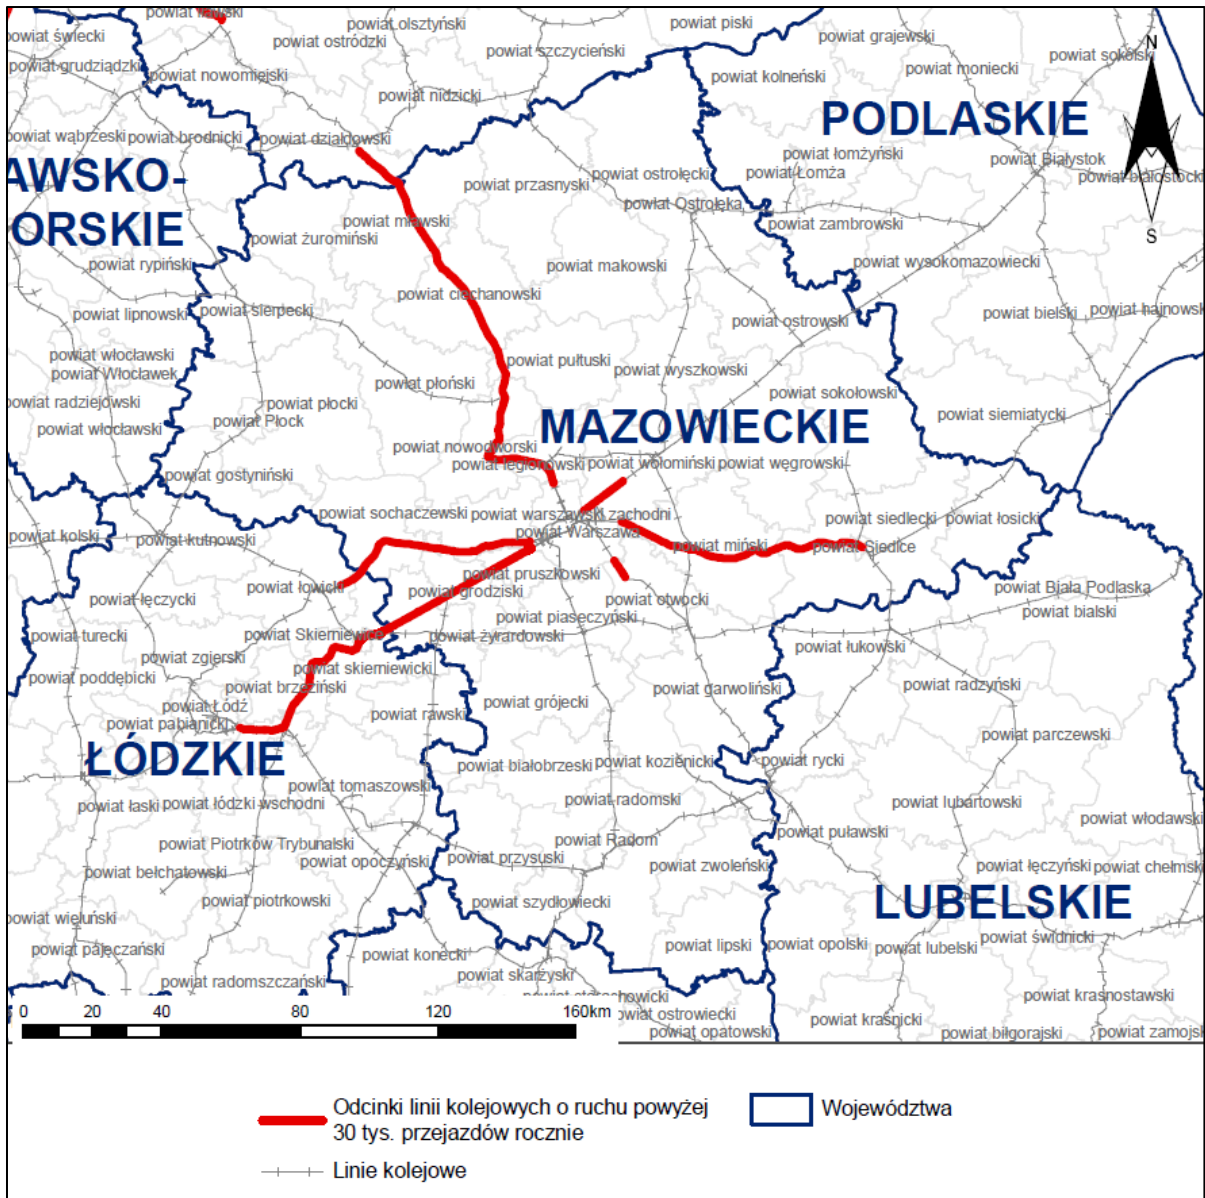 powiat iławski
powiat olsztyński
powiat piski
powiat świecki
powiat ostródzki
powiat szczycieński
powiat grajewski
powiat sokólski
N
powiat grudziądzki
powiat nowomiejski
powiat kolneński
powiat moniecki
powiat nidzicki
PODLASKIE
powiat wąbrzeski
powiat brodnicki
powiat działdowski
powiat łomżyński
powiat Białystok
AWSKO-
powiat ostrołęcki
powiat Łomża
powiat białostocki
powiat przasnyski
powiat Ostrołęka
ORSKIE
powiat mławski
powiat zambrowski
S
powiat żuromiński
powiat rypiński
powiat makowski
powiat wysokomazowiecki
powiat ciechanowski
powiat lipnowski
powiat sierpecki
powiat ostrowski
powiat bielski
powiat hajnowsk
powiat włocławski
powiat pułtuski
powiat wyszkowski
powiat Włocławek
powiat płoński
powiat sokołowski
powiat radziejowski
powiat płocki
powiat siemiatycki
powiat włocławski
powiat Płock
MAZOWIECKIE
powiat nowodworski
powiat legionowski
powiat wołomiński
powiat węgrowski
powiat gostyniński
powiat sochaczewski
powiat warszawski zachodni
powiat siedlecki
powiat łosicki
powiat kolski
powiat kutnowski
powiat Warszawa
powiat miński
powiat Siedlce
powiat pruszkowski
powiat łowicki
powiat grodziski
powiat Biała Podlaska
powiat łęczycki
powiat otwocki
powiat bialski
powiat piaseczyński
powiat turecki
powiat Skierniewice
powiat żyrardowski
powiat zgierski
powiat skierniewicki
powiat łukowski
powiat poddębicki
powiat brzeziński
powiat garwoliński
powiat radzyński
powiat Łódź
powiat grójecki
powiat pabianicki
powiat rawski
powiat parczewski
ŁÓDZKIE
powiat białobrzeski
powiat kozienicki
powiat rycki
powiat tomaszowski
powiat łaski
powiat łódzki wschodni
powiat radomski
powiat lubartowski
powiat włodawski
powiat Piotrków Trybunalski
powiat Radom
powiat puławski
powiat opoczyński
powiat przysuski
powiat bełchatowski
powiat zwoleński
powiat łęczyński
powiat chełmsk
powiat piotrkowski
powiat szydłowiecki
LUBELSKIE
powiat wieluński
powiat pajęczański
powiat konecki
powiat lipski
powiat opolski
powiat lubelski
powiat świdnicki
powiat radomszczański
powiat skarżyski
powiat starachowicki
powiat krasnostawski
powiat ostrowiecki
powiat kraśnicki
powiat opatowski
powiat biłgorajski
powiat zamojsk
0 20 40 80 120 160km
Odcinki linii kolejowych o ruchu powyżej
30 tys. przejazdów rocznie
Województwa
Linie kolejowe